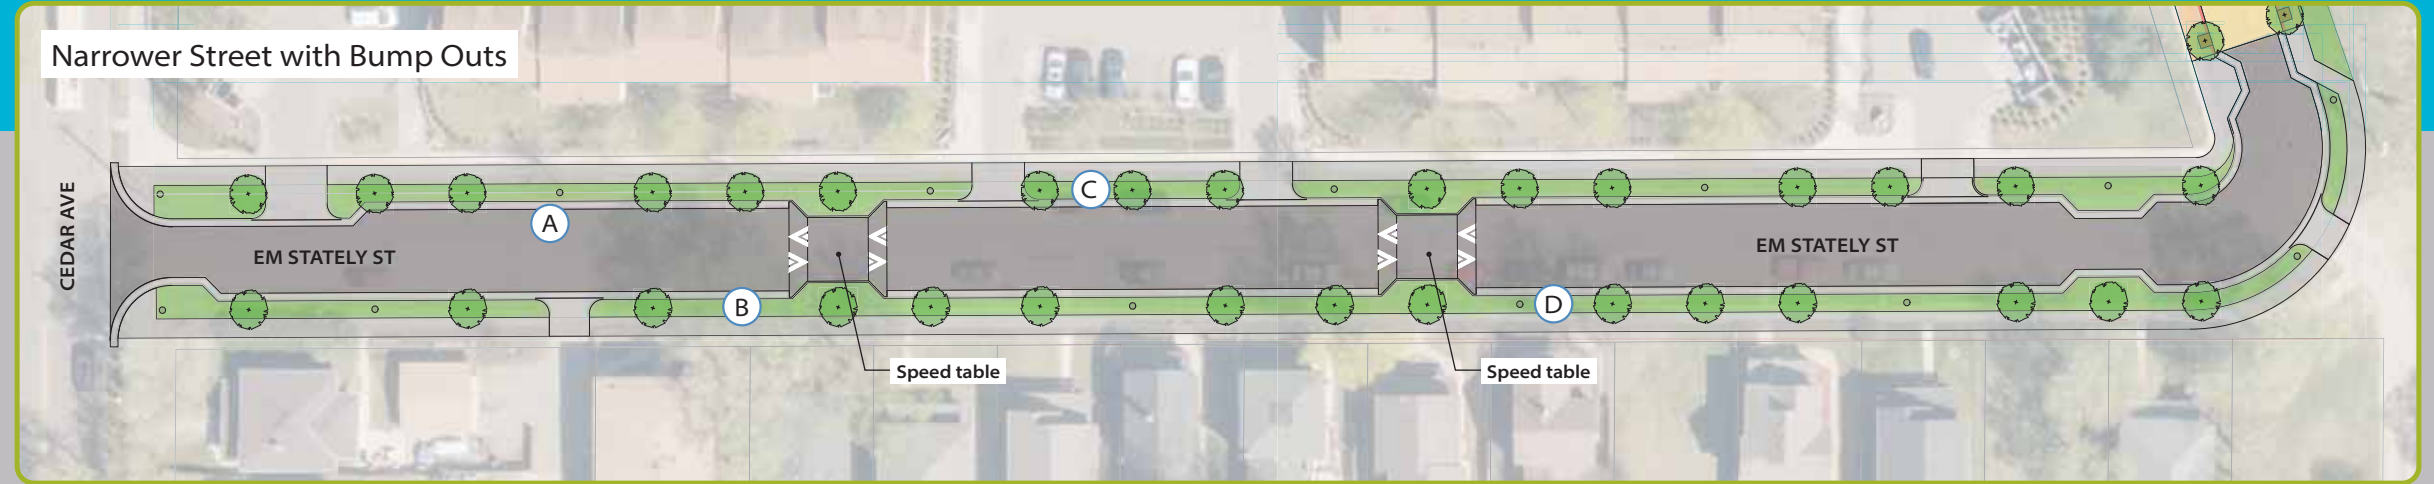 Narrower Street with Bump Outs
CEDAR AVE
A
C
EM STATELY ST
EM STATELY ST
B
D
Speed table
Speed table